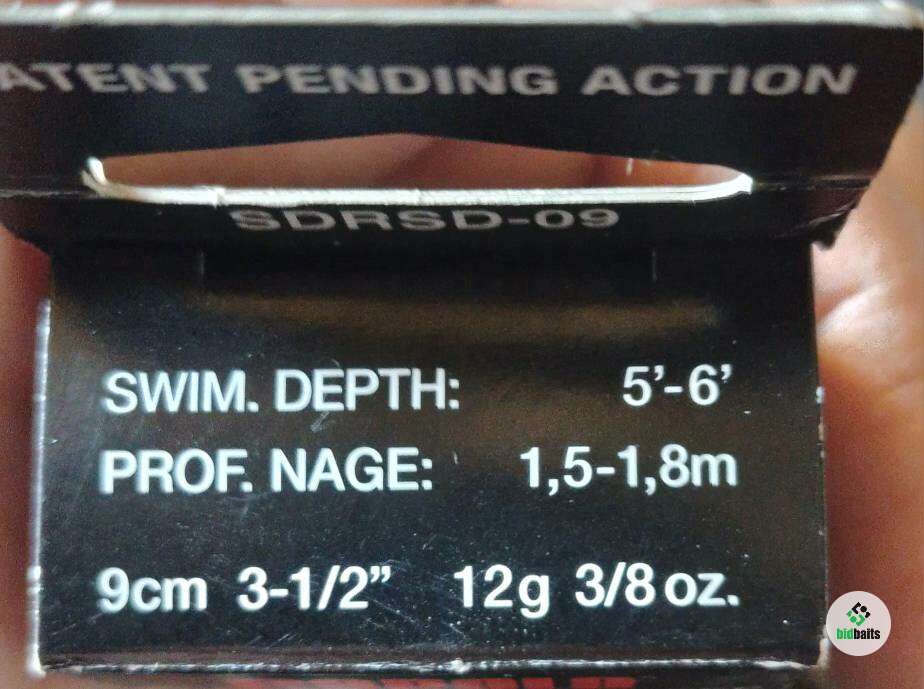 ATENT PENDING ACTION
SDRSD-09
SWIM. DEPTH: 5’-6’
PROF. NAGE: 1,5-1,8m
9cm 3-1/2” 12g 3/8 oz.
bidbaits